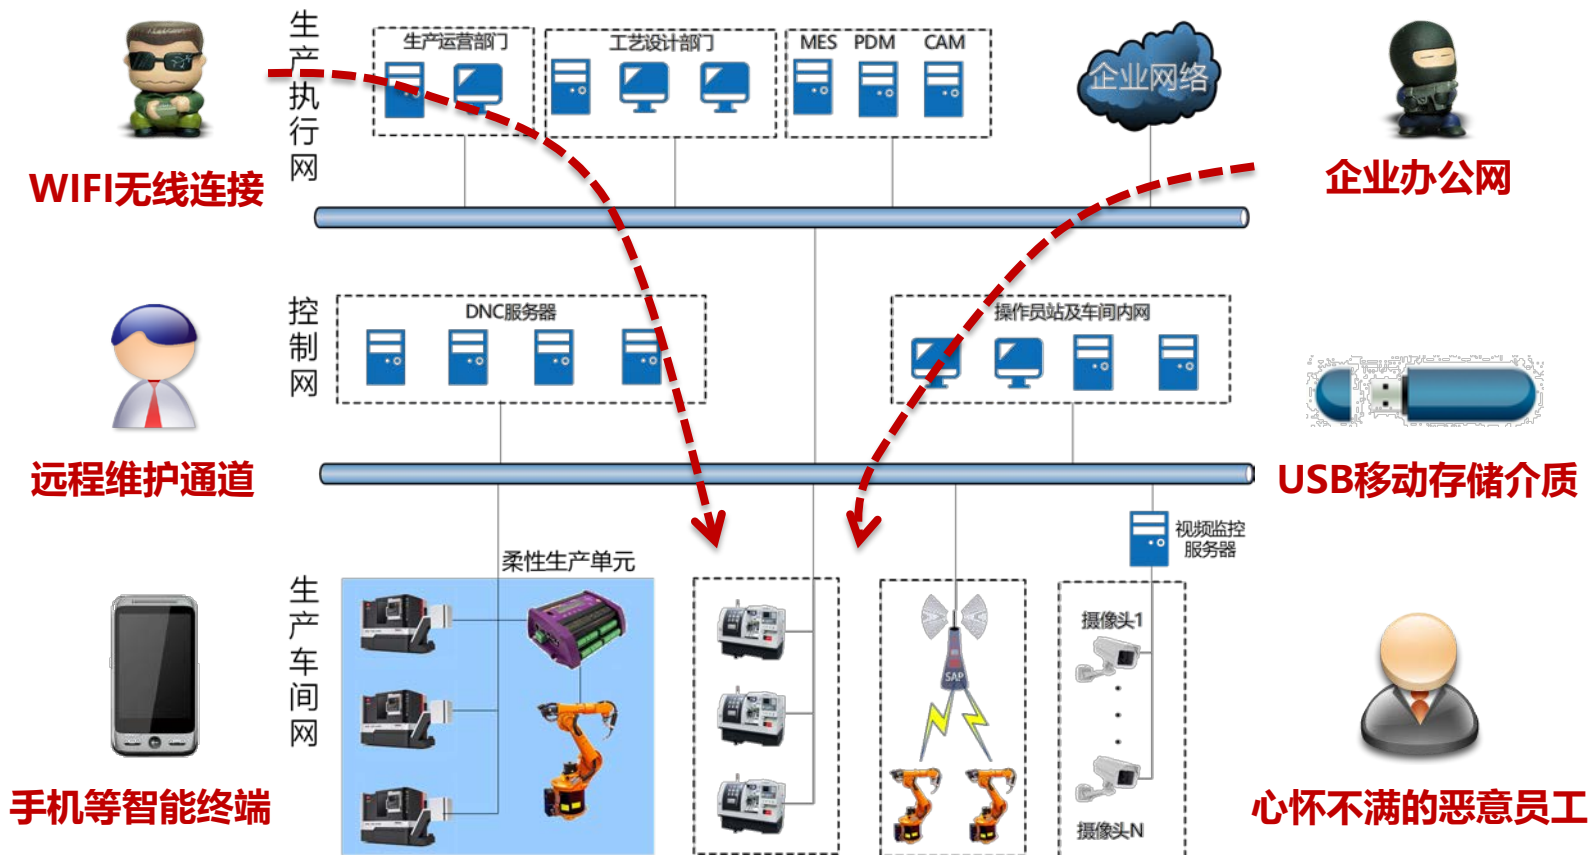 生产执行网
生产运营部门
工艺设计部门
MES PDM CAM
企业网络
WIFI无线连接
企业办公网
控制网
DNC服务器
操作员站及车间内网
远程维护通道
USB移动存储介质
视频监控
服务器
生产车间网
柔性生产单元
SAP
摄像头1
摄像头N
手机等智能终端
心怀不满的恶意员工